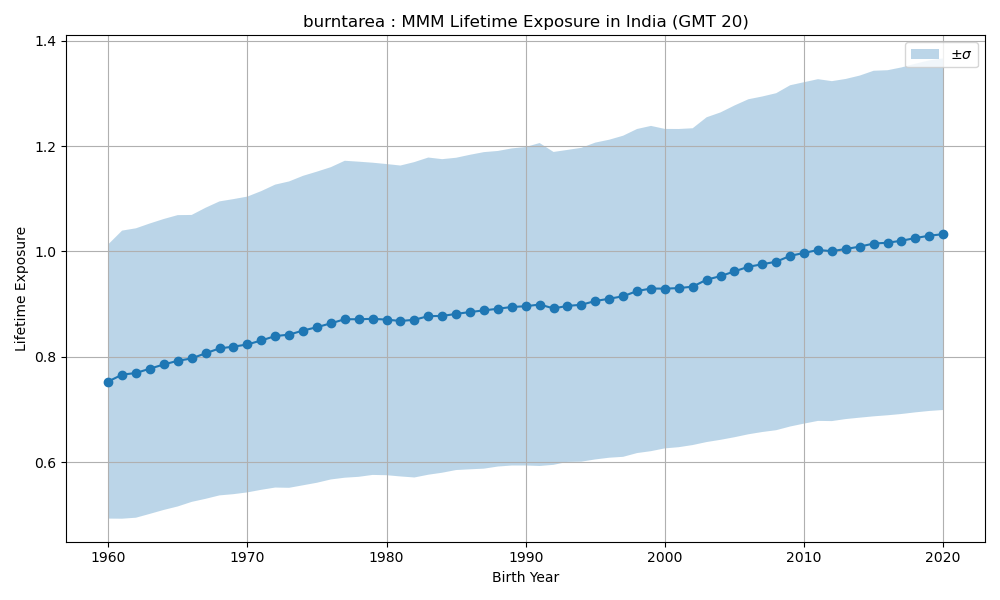 burntarea : MMM Lifetime Exposure in India (GMT 20)
±σ
1.4
1.2
1.0
0.8
0.6
Lifetime Exposure
1960 1970 1980 1990 2000 2010 2020
Birth Year